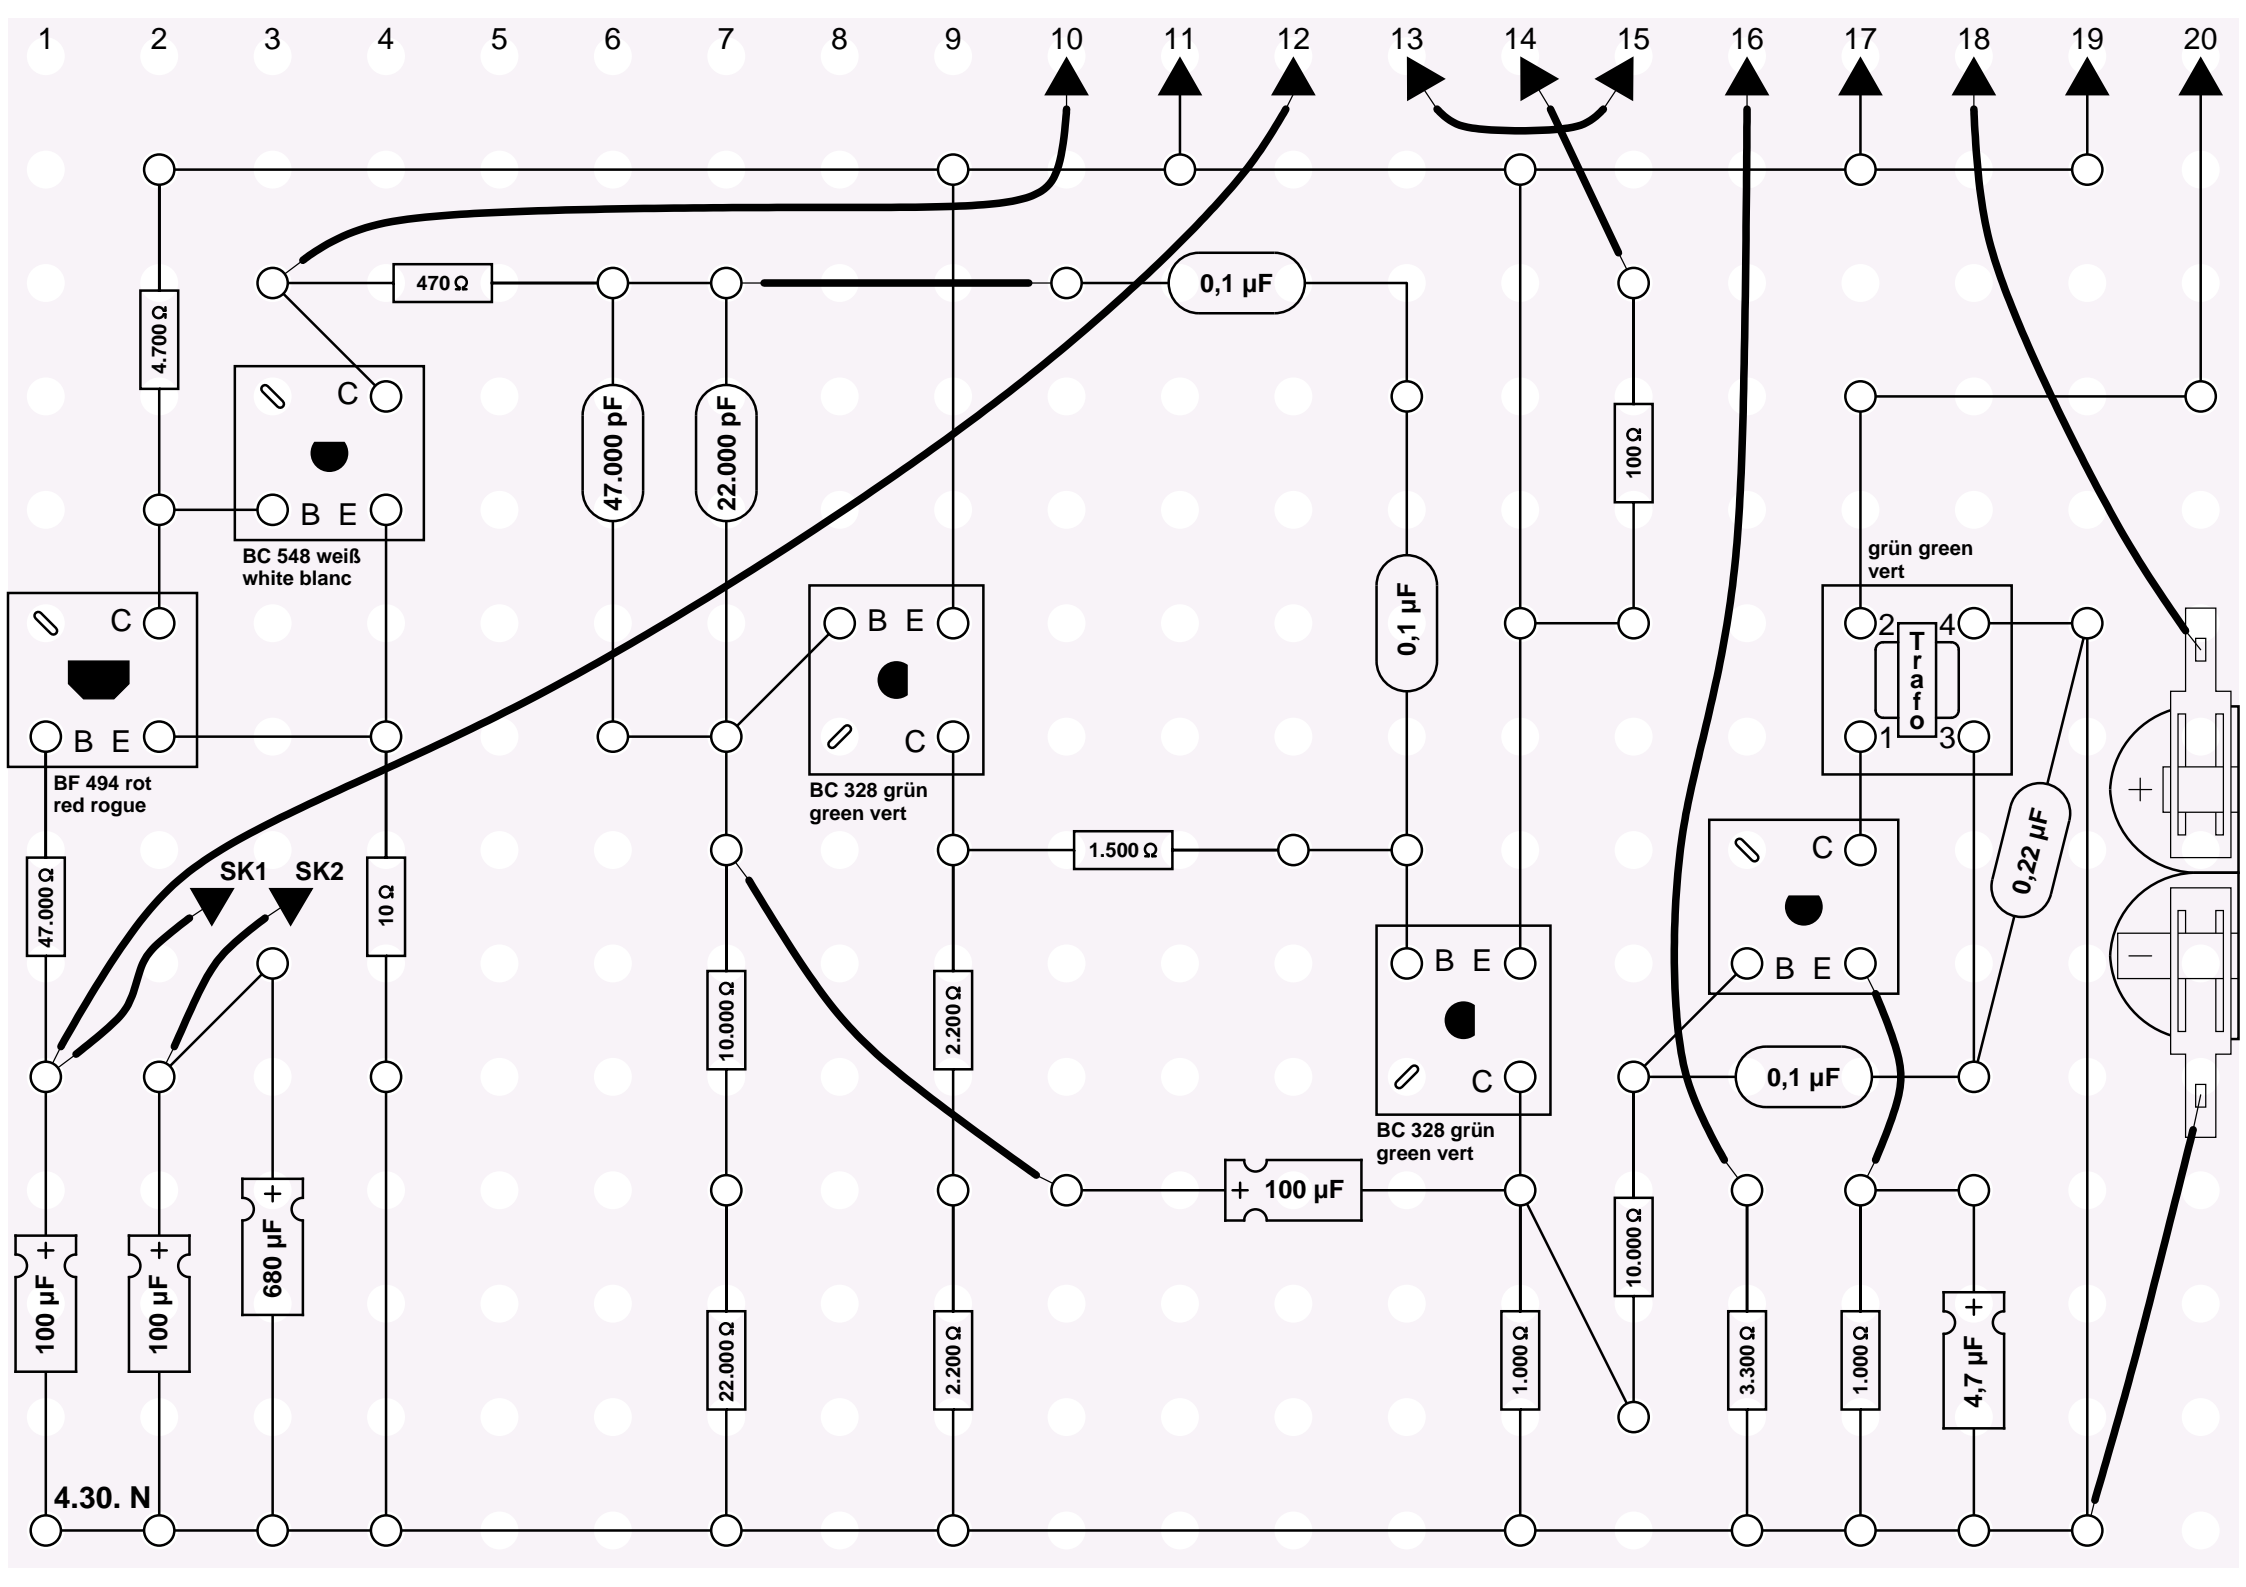 1 2 3 4 5 6 7 8 9 10 11 12 13 14 15 16 17 18 19 20
470 Ω
0,1 µF
4.700 Ω
C
B E
BC 548 weiß
white blanc
47.000 pF
22.000 pF
100 Ω
0,1 µF
grün green
vert
2 4
Trafo
1 3
C
B E
BF 494 rot
red rogue
B E
C
BC 328 grün
green vert
+
–
SK1 SK2
47.000 Ω
10 Ω
1.500 Ω
0,22 µF
C
B E
B E
C
BC 328 grün
green vert
10.000 Ω
2.200 Ω
0,1 µF
+ 100 µF
+ 680 µF
+ 100 µF
+ 100 µF
10.000 Ω
22.000 Ω
2.200 Ω
1.000 Ω
3.300 Ω
1.000 Ω
+ 4,7 µF
4.30. N